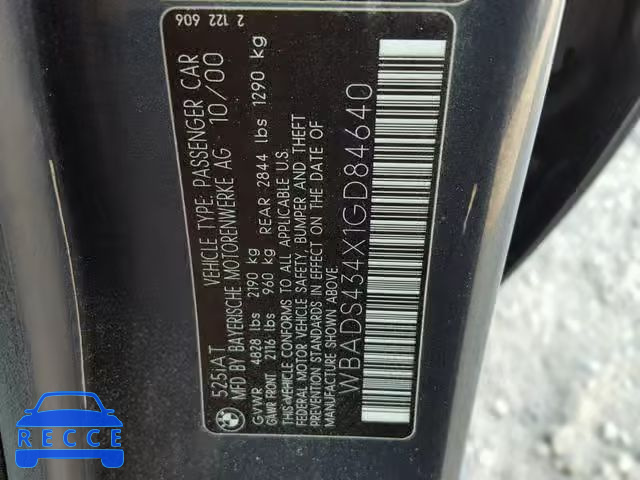 2 122 606
525iAT VEHICLE TYPE: PASSENGER CAR
MFD BY BAYERISCHE MOTORENWERKE AG 10/00
GVWR 4828 lbs 2190 kg
GAWR FRONT 2116 lbs 960 kg REAR 2844 lbs 1290 kg
THIS VEHICLE CONFORMS TO ALL APPLICABLE U.S.
FEDERAL MOTOR VEHICLE SAFETY, BUMPER AND THEFT
PREVENTION STANDARDS IN EFFECT ON THE DATE OF
MANUFACTURE SHOWN ABOVE.
WBADS434X1GD84640
RECCE